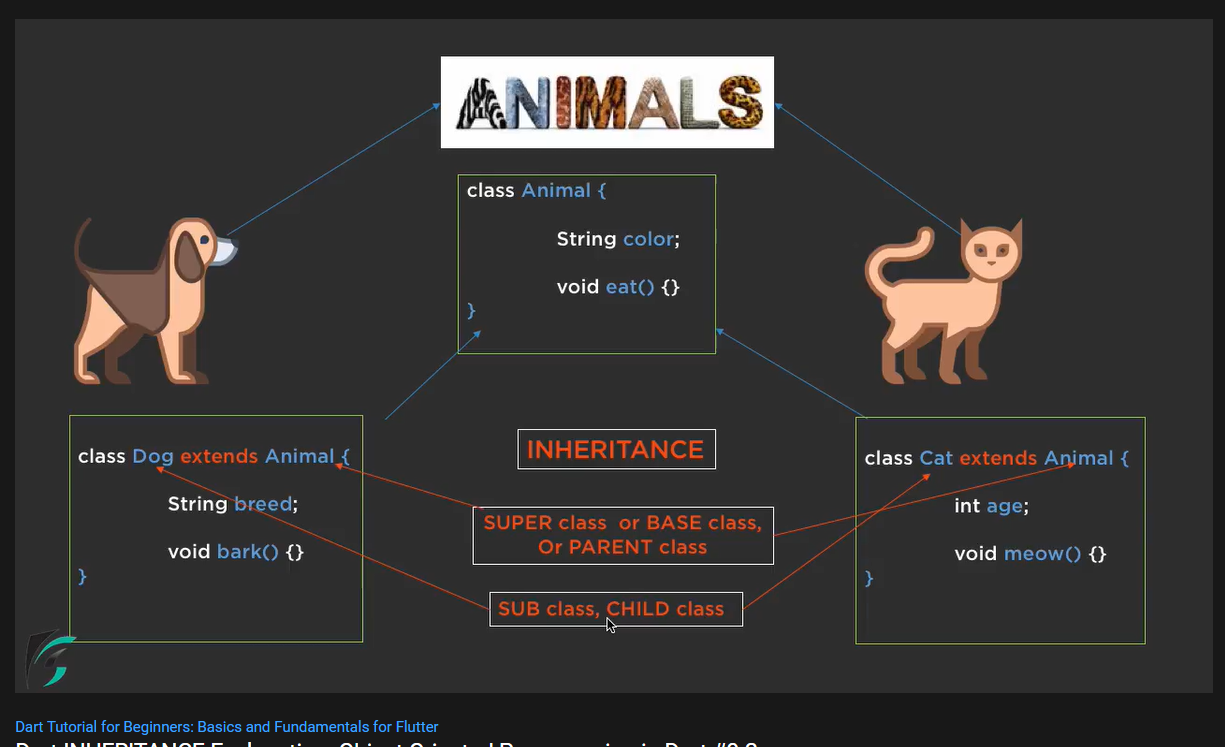 ANIMALS
class Animal {
String color;
void eat() {}
}
class Dog extends Animal {
String breed;
void bark() {}
}
INHERITANCE
SUPER class or BASE class,
Or PARENT class
SUB class, CHILD class
class Cat extends Animal {
int age;
void meow() {}
}
Dart Tutorial for Beginners: Basics and Fundamentals for Flutter